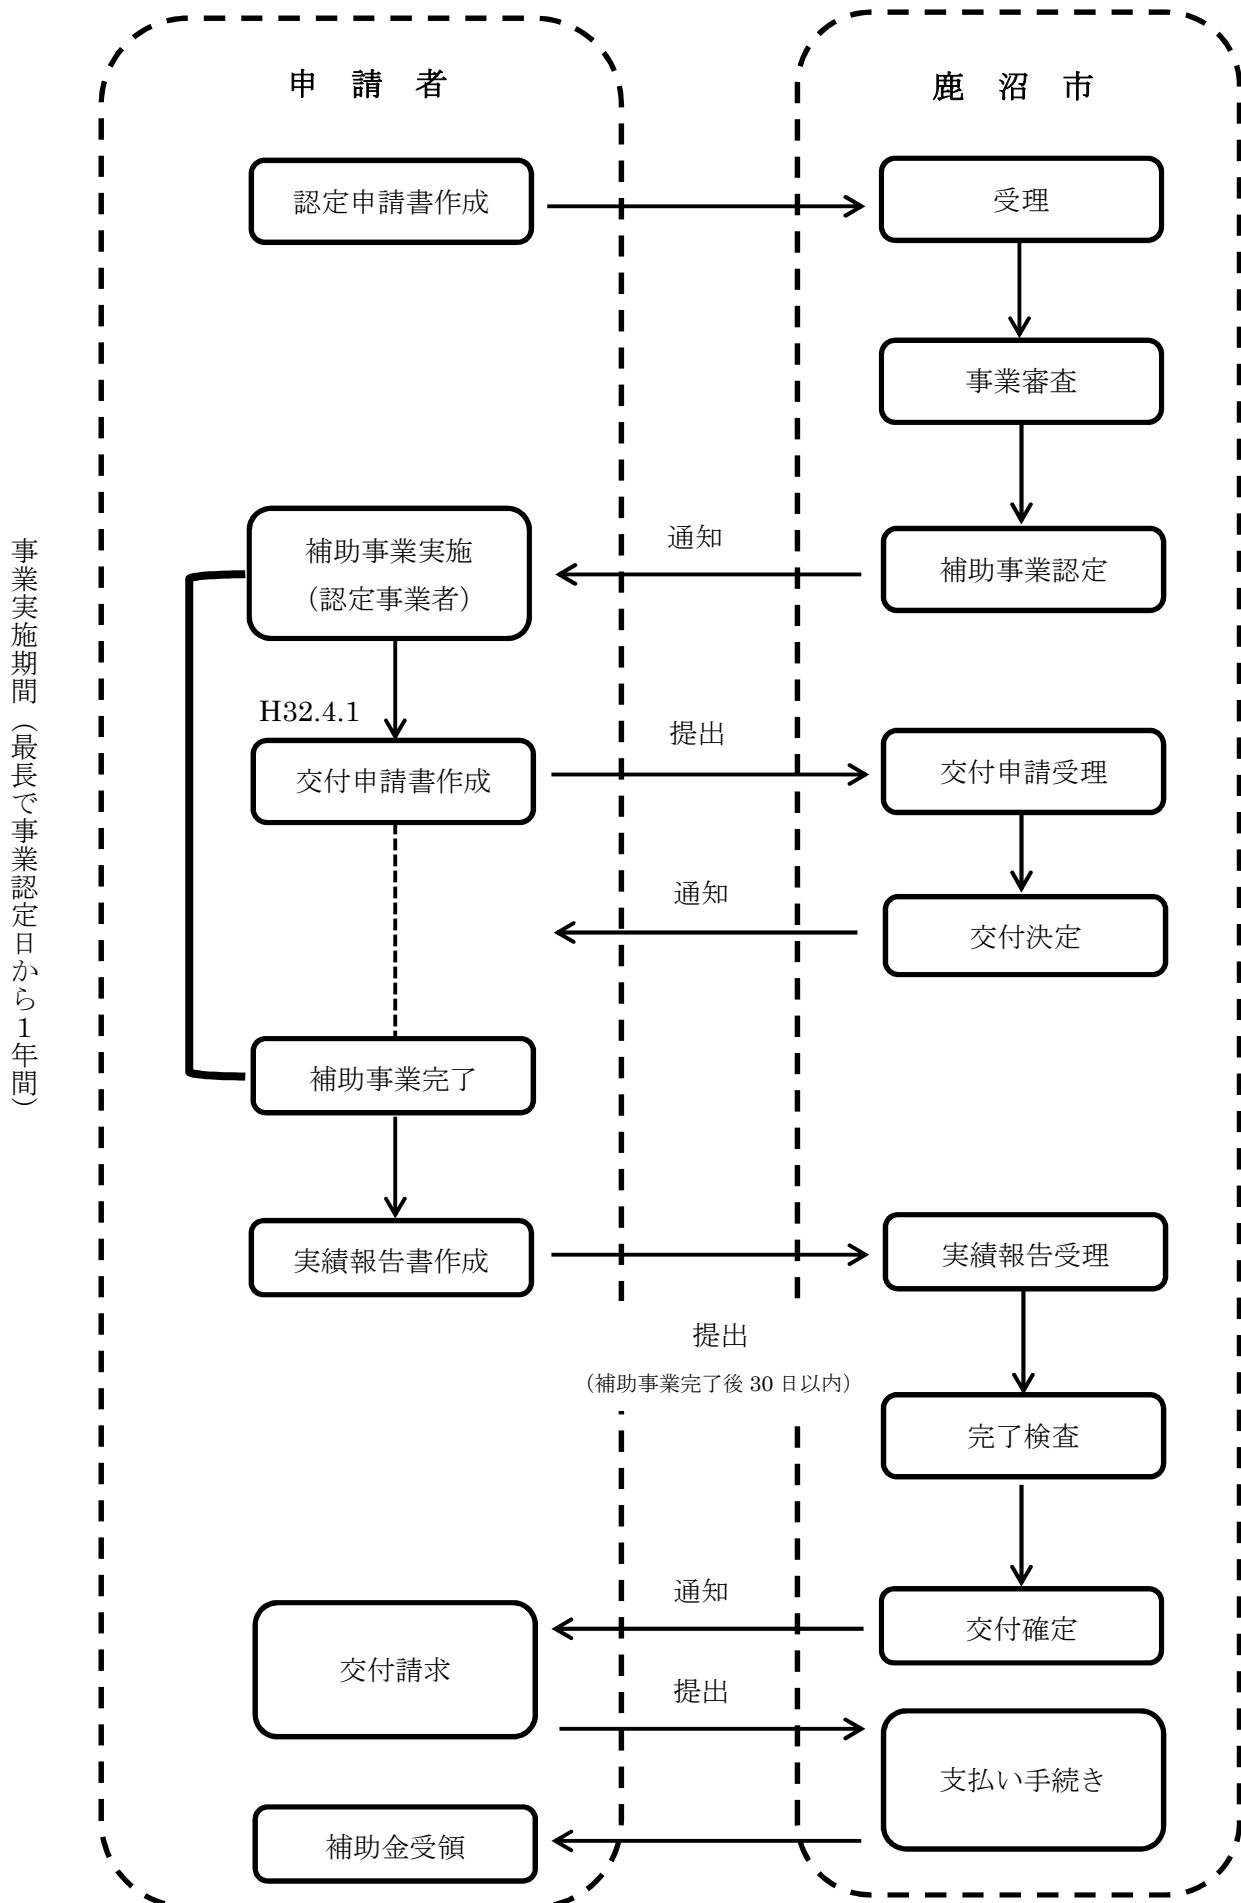 申　請　者
鹿　沼　市
認定申請書作成
受理
事業審査
通知
補助事業実施
（認定事業者）
補助事業認定
H32.4.1
提出
交付申請書作成
交付申請受理
通知
交付決定
補助事業完了
事業実施期間（最長で事業認定日から１年間）
実績報告書作成
実績報告受理
提出
（補助事業完了後 30 日以内）
完了検査
通知
交付確定
交付請求
提出
支払い手続き
補助金受領